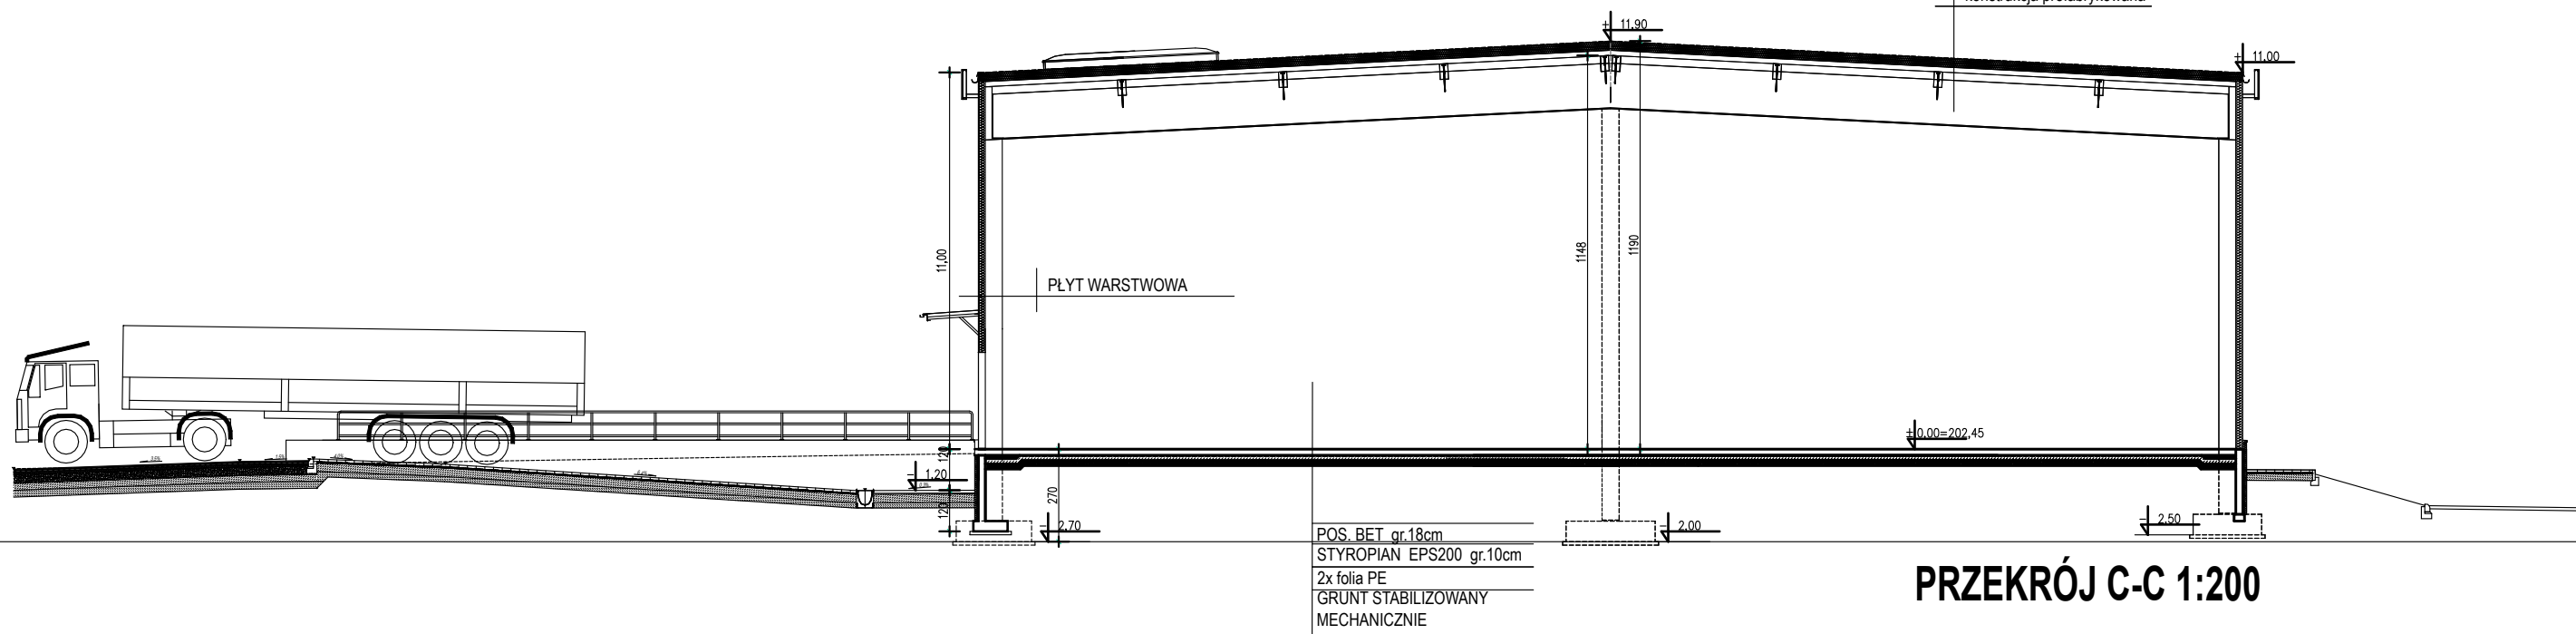 konstrukcja prefabrykowana
± 11,90
± 11,00
11,00
1148
1190
PŁYT WARSTWOWA
±0,00=202,45
120
- 1,20
270
120
- 2,70
- 2,00
- 2,50
POS. BET gr.18cm
STYROPIAN EPS200 gr.10cm
2x folia PE
GRUNT STABILIZOWANY
MECHANICZNIE
PRZEKRÓJ C-C 1:200